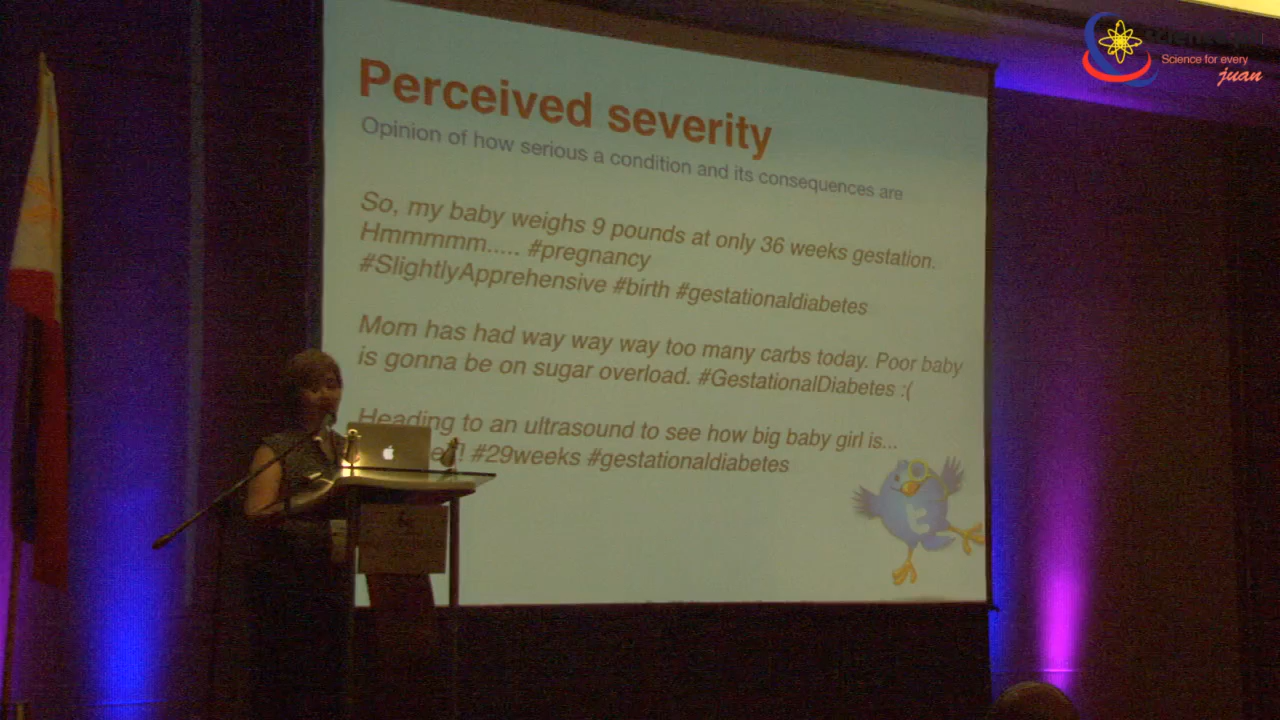 Science for every
juan
Perceived severity
Opinion of how serious a condition and its consequences are
So, my baby weighs 9 pounds at only 36 weeks gestation.
Hmmmmm..... #pregnancy
#SlightlyApprehensive #birth #gestationaldiabetes
Mom has had way way way too many carbs today. Poor baby
is gonna be on sugar overload. #GestationalDiabetes :(
Heading to an ultrasound to see how big baby girl is...
#29weeks #gestationaldiabetes